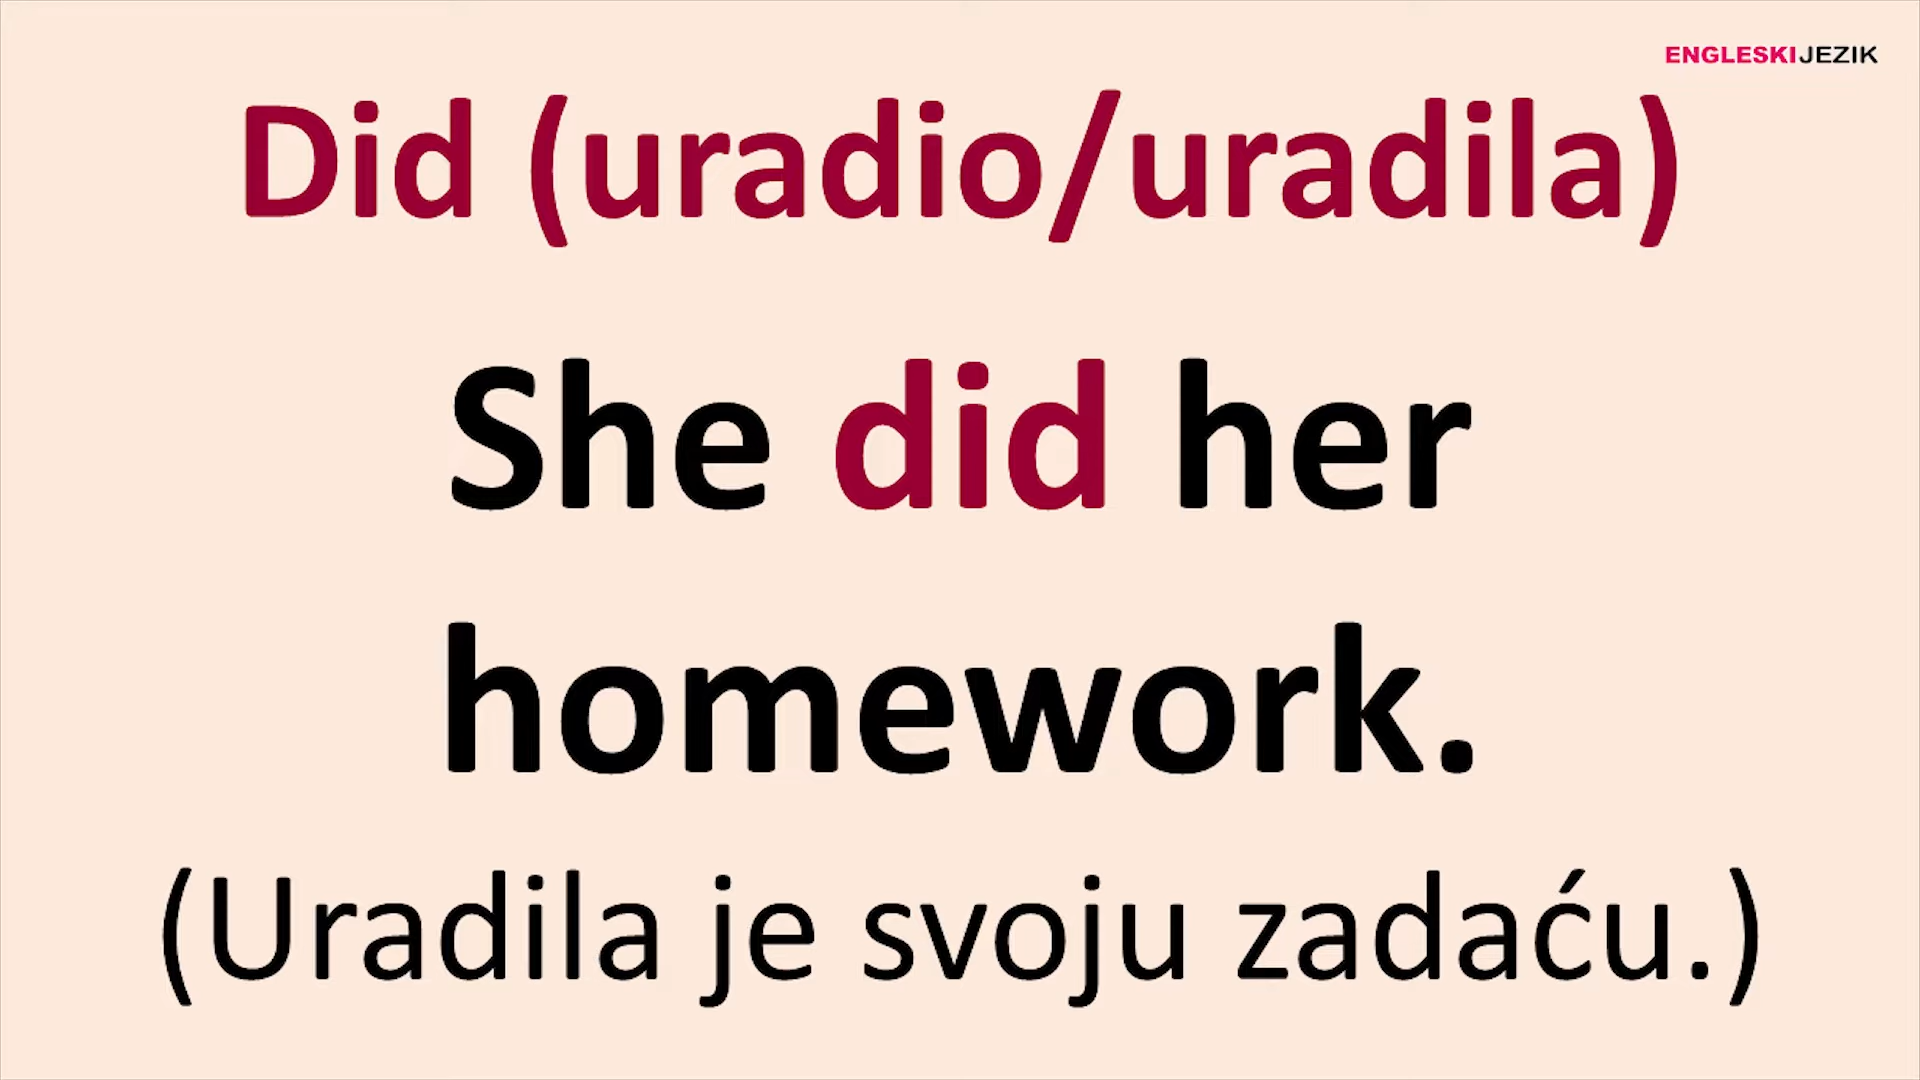 ENGLESKIJEZIK
Did (uradio/uradila)
She did her
homework.
(Uradila je svoju zadaću.)